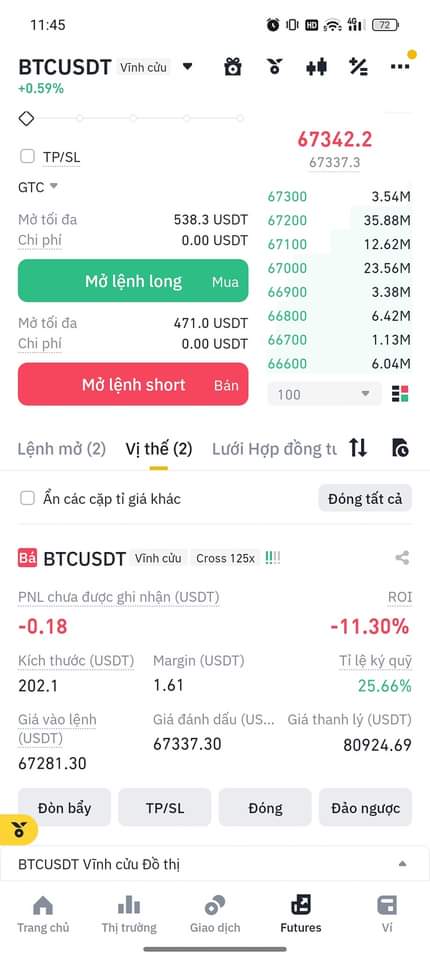 11:45
HD
4G
72
BTCUSDT Vĩnh cửu
+0.59%
TP/SL
GTC
Mở tối đa 538.3 USDT
Chi phí 0.00 USDT
Mở lệnh long Mua
Mở tối đa 471.0 USDT
Chi phí 0.00 USDT
Mở lệnh short Bán
67342.2
67337.3
67300 3.54M
67200 35.88M
67100 12.62M
67000 23.56M
66900 3.38M
66800 6.42M
66700 1.13M
66600 6.04M
100
Lệnh mở (2) Vị thế (2) Lưới Hợp đồng tư
Ẩn các cặp tỉ giá khác Đóng tất cả
Bá BTCUSDT Vĩnh cửu Cross 125x
PNL chưa được ghi nhận (USDT) ROI
-0.18 -11.30%
Kích thước (USDT) Margin (USDT) Tỉ lệ ký quỹ
202.1 1.61 25.66%
Giá vào lệnh (USDT) Giá đánh dấu (US... Giá thanh lý (USDT)
67281.30 67337.30 80924.69
Đòn bẩy TP/SL Đóng Đảo ngược
BTCUSDT Vĩnh cửu Đồ thị
Trang chủ Thị trường Giao dịch Futures Ví